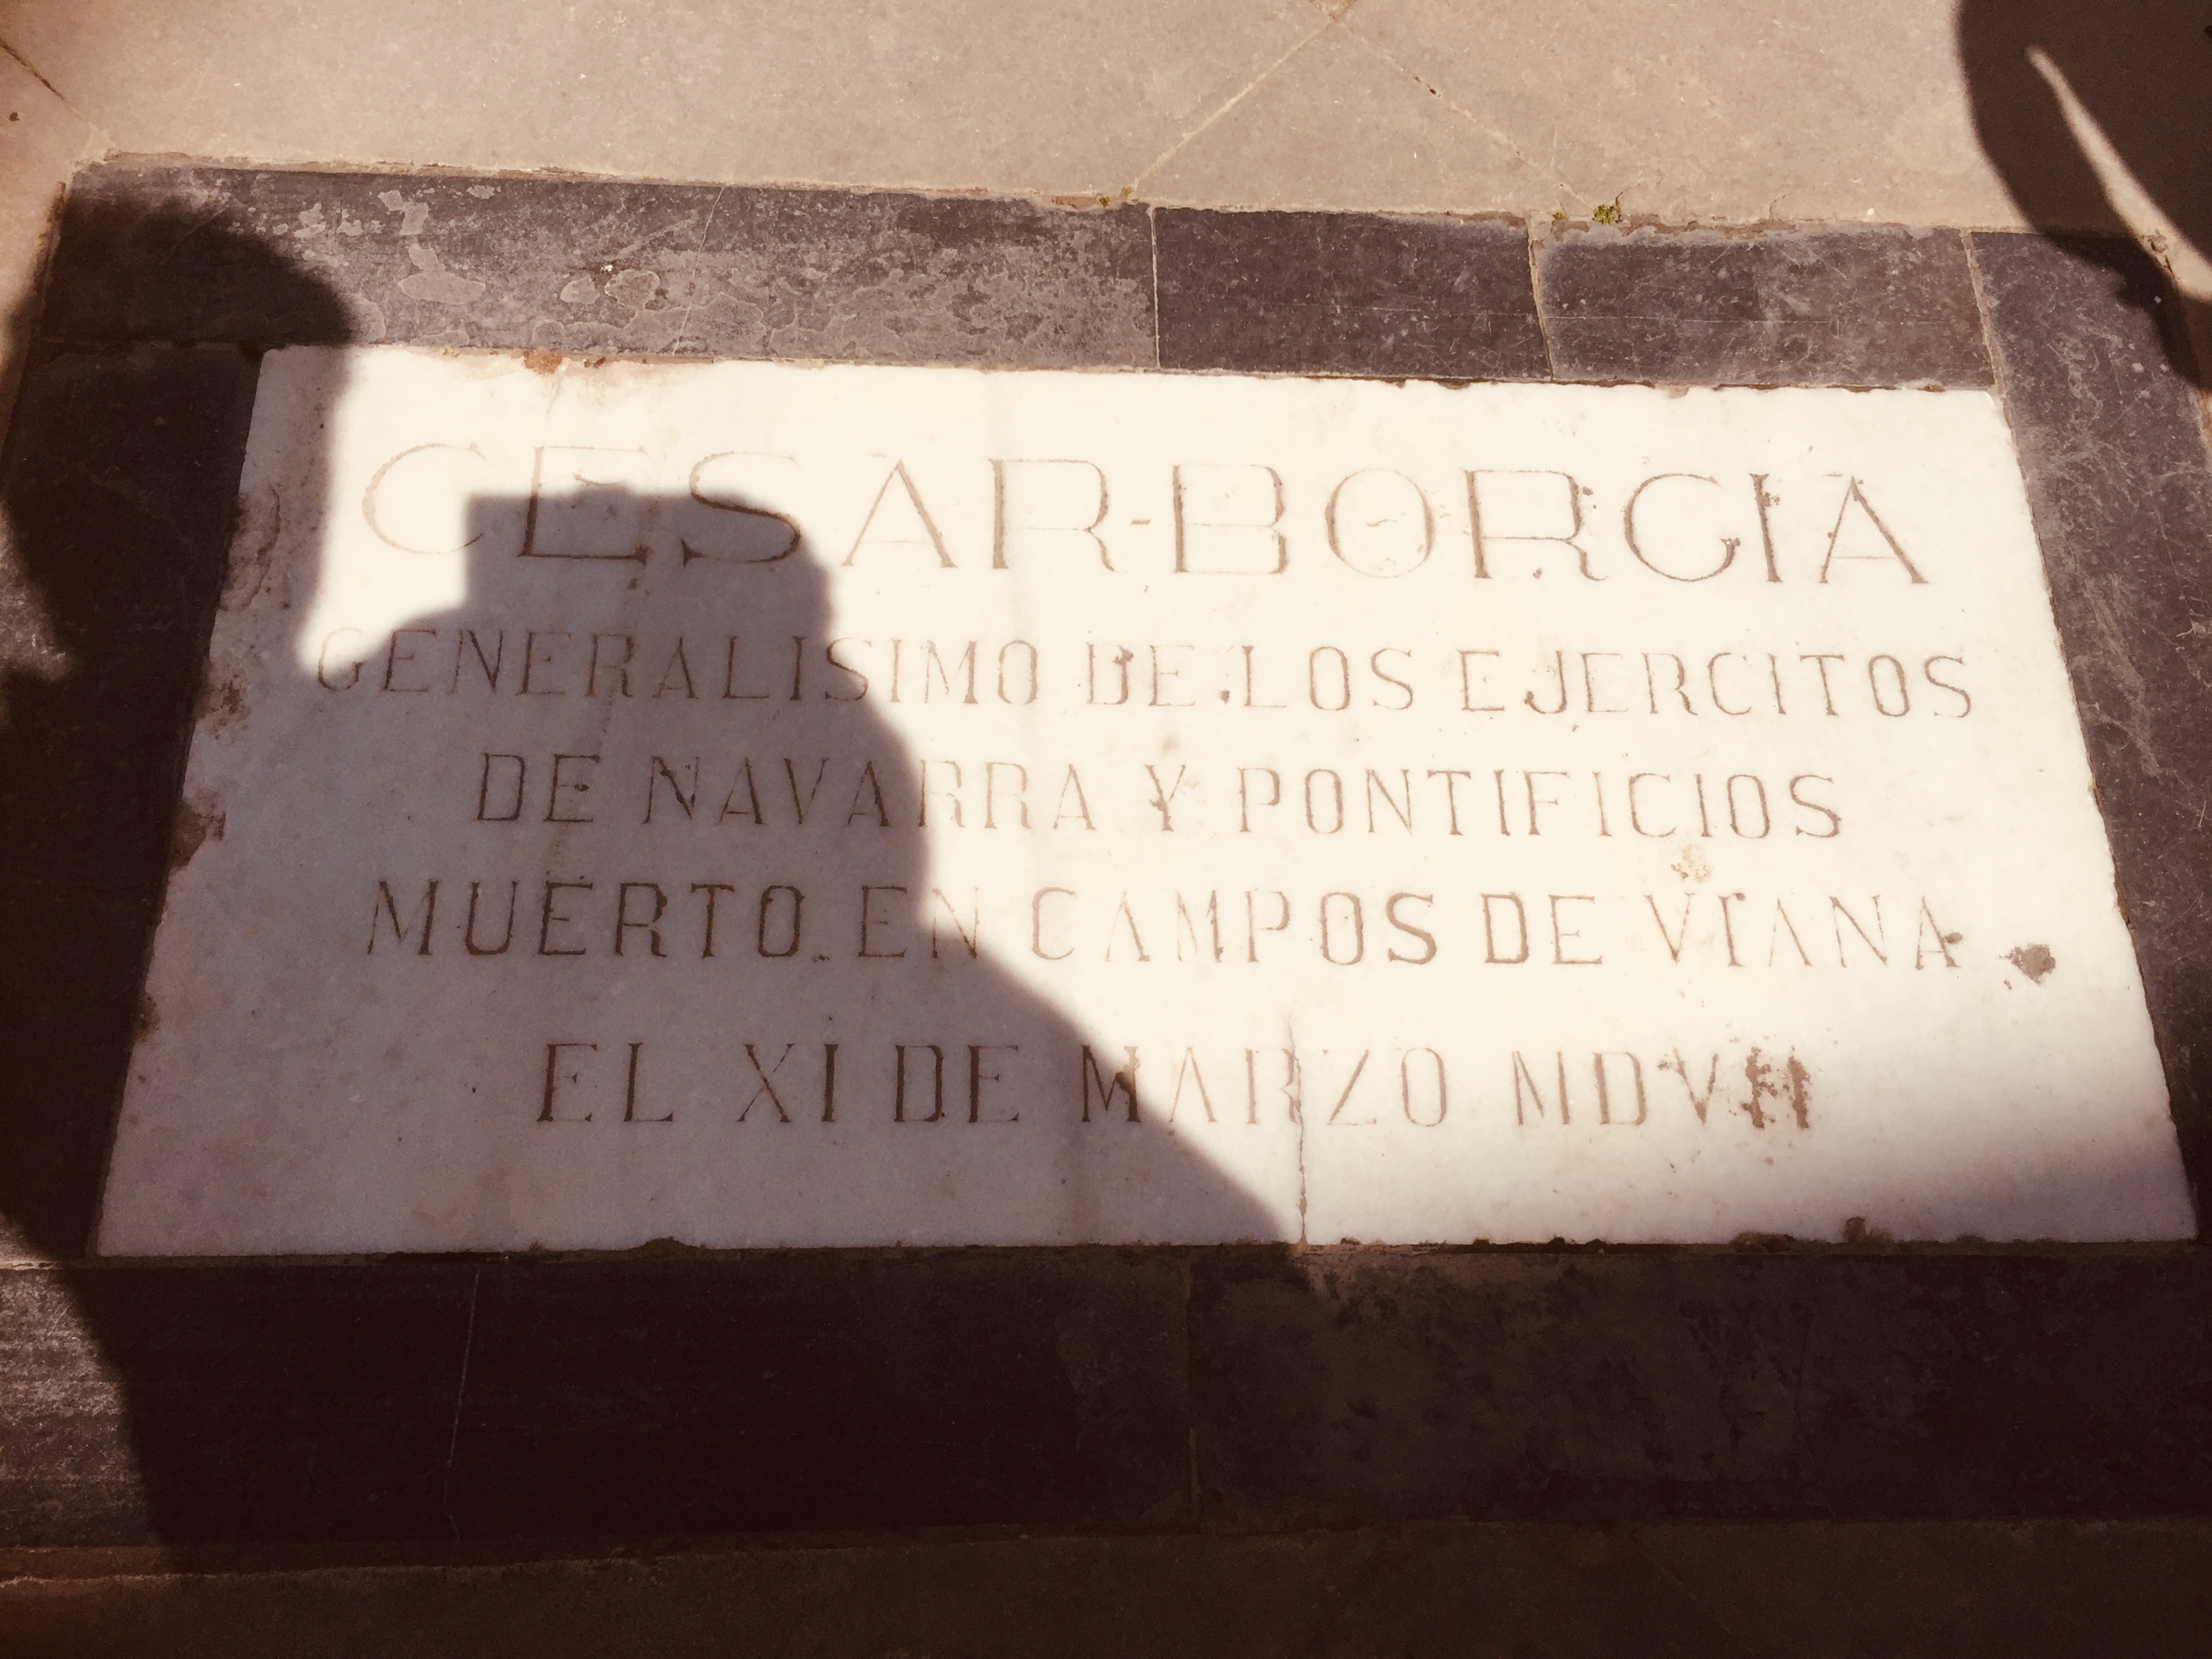 CESAR-BORGIA
GENERALISIMO DE LOS EJERCITOS
DE NAVARRA Y PONTIFICIOS
MUERTO EN CAMPOS DE VIANA
EL XI DE MARZO MDVII